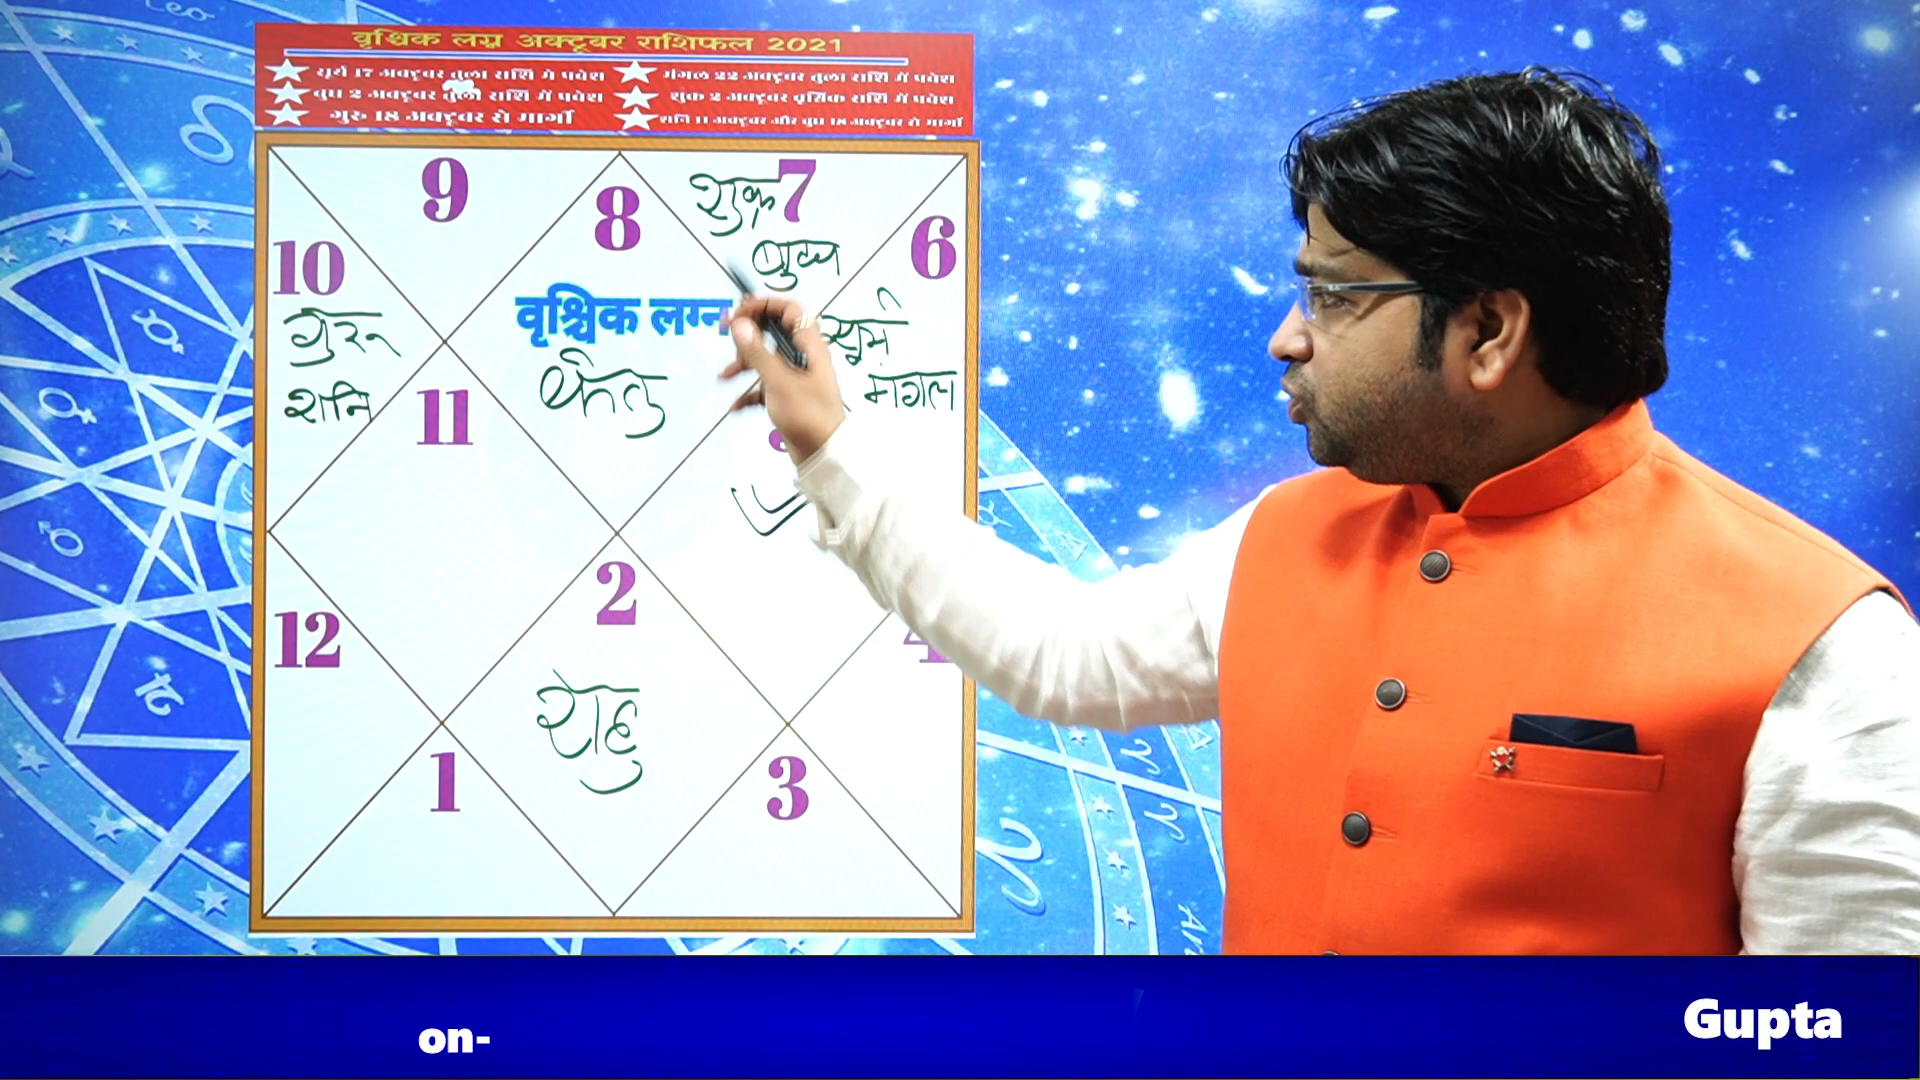 वृश्चिक लग्न अक्टूबर राशिफल 2021
सूर्य 17 अक्टूबर तुला राशि में प्रवेश
मंगल 22 अक्टूबर तुला राशि में प्रवेश
बुध 2 अक्टूबर तुला राशि में प्रवेश
शुक्र 2 अक्टूबर वृश्चिक राशि में प्रवेश
गुरु 18 अक्टूबर से मार्गी
शनि 11 अक्टूबर और बुध 18 अक्टूबर से मार्गी
9
8
शुक्र 7
बुध
6
10
गुरु
शनि
वृश्चिक लग्न
केतु
सूर्य
मंगल
11
2
12
4
राहु
1
3
Leo
on-
Gupta